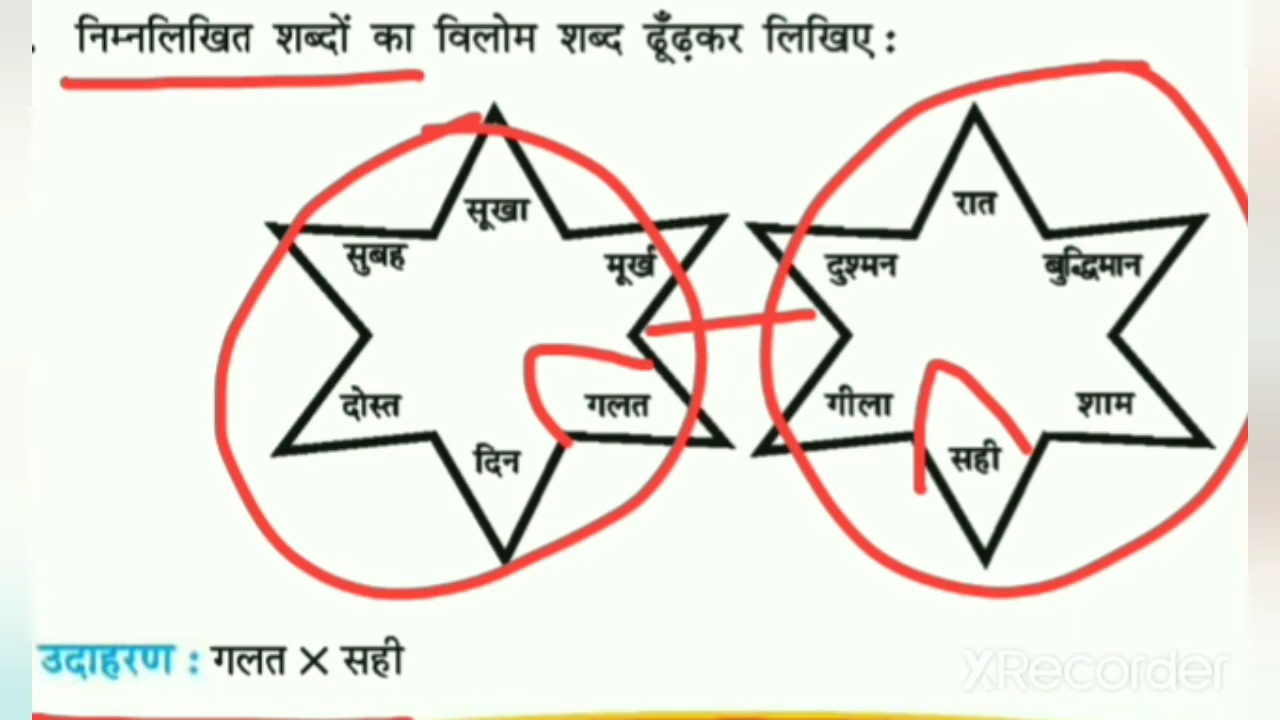 . निम्नलिखित शब्दों का विलोम शब्द ढूँढ़कर लिखिए :
सूखा
सुबह
मूर्ख
दोस्त
गलत
दिन
रात
दुश्मन
बुद्धिमान
गीला
शाम
सही
उदाहरण : गलत × सही
XRecorder